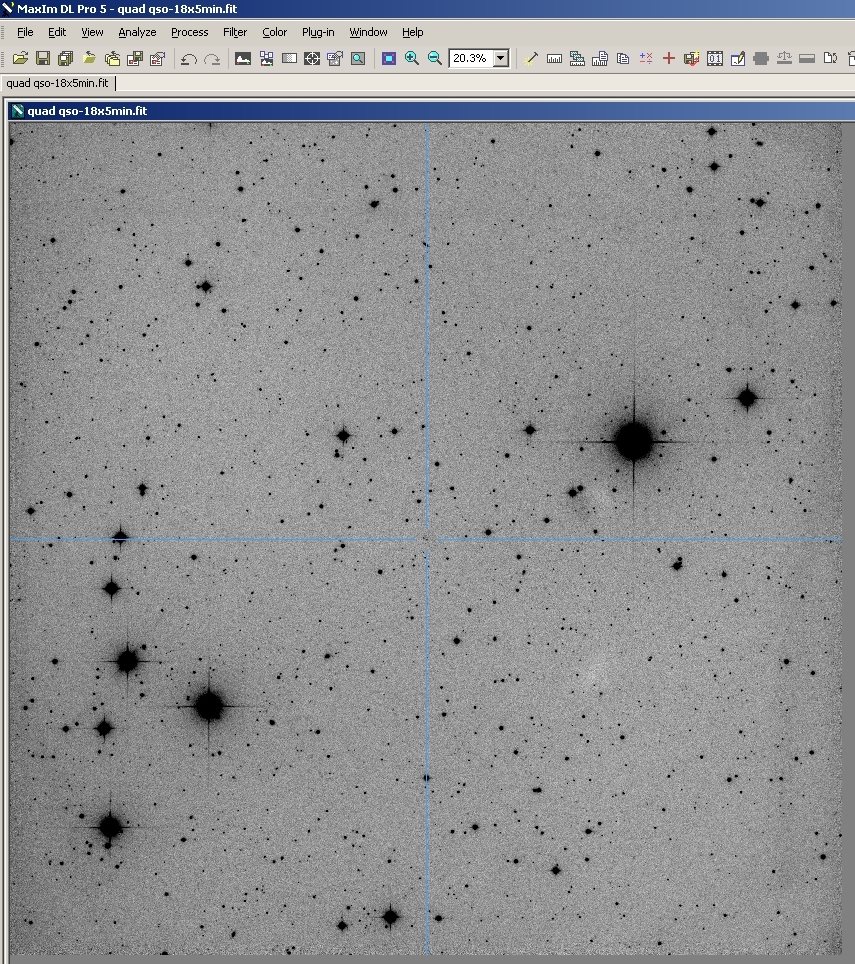 MaxIm DL Pro 5 - quad qso-18x5min.fit
File Edit View Analyze Process Filter Color Plug-in Window Help
20.3%
quad qso-18x5min.fit
quad qso-18x5min.fit